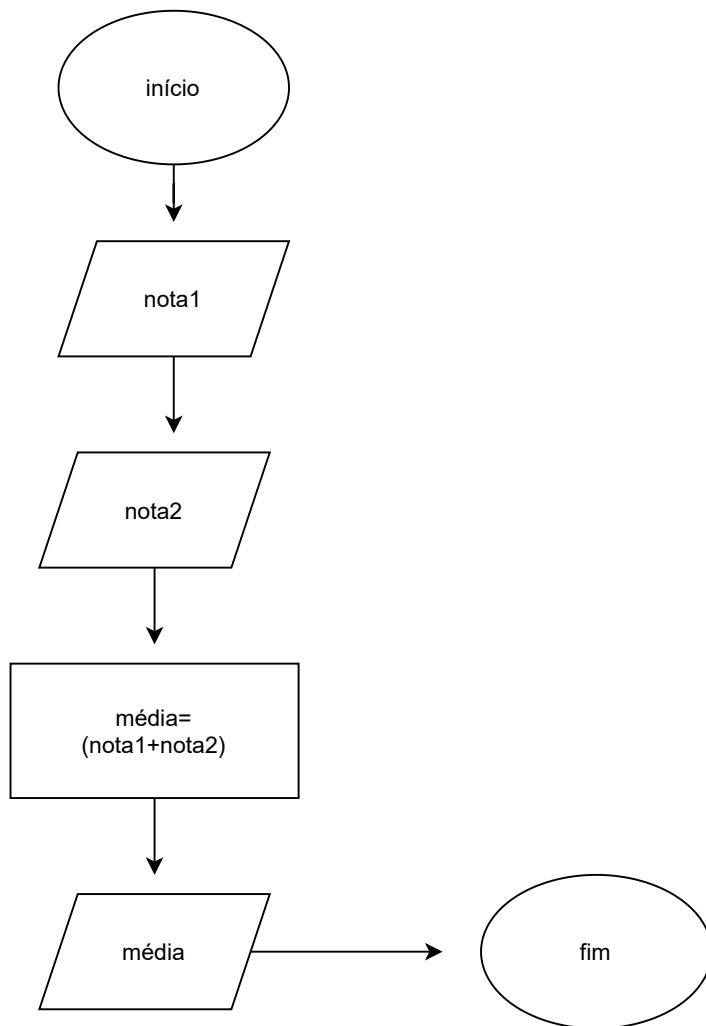 início
nota1
nota2
média=
(nota1+nota2)
média
fim